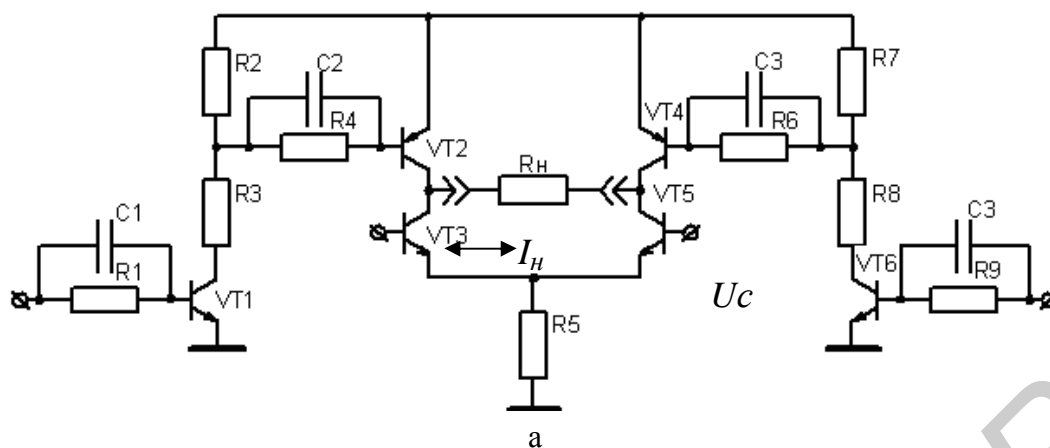 R2
C2
R4
VT2
R3
C1
R1
VT1
VT3
Rн
Iн
R5
VT4
C3
R6
R7
VT5
R8
VT6
C3
R9
Uc
а